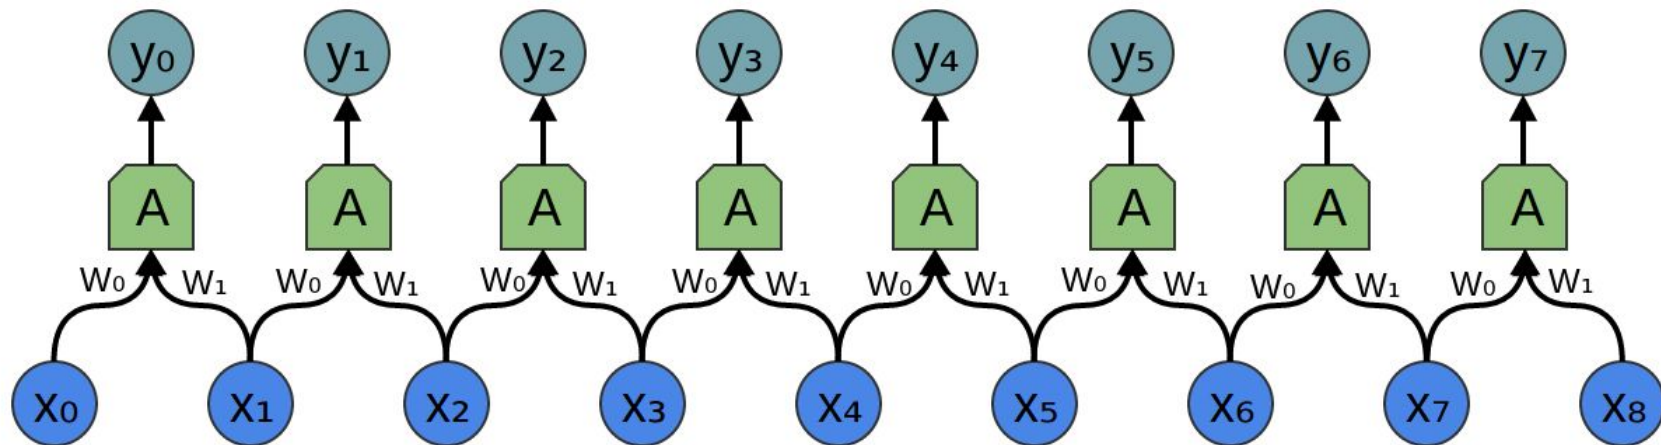 y₀ y₁ y₂ y₃ y₄ y₅ y₆ y₇
A A A A A A A A
W₀ W₁ W₀ W₁ W₀ W₁ W₀ W₁ W₀ W₁ W₀ W₁ W₀ W₁ W₀ W₁
x₀ x₁ x₂ x₃ x₄ x₅ x₆ x₇ x₈